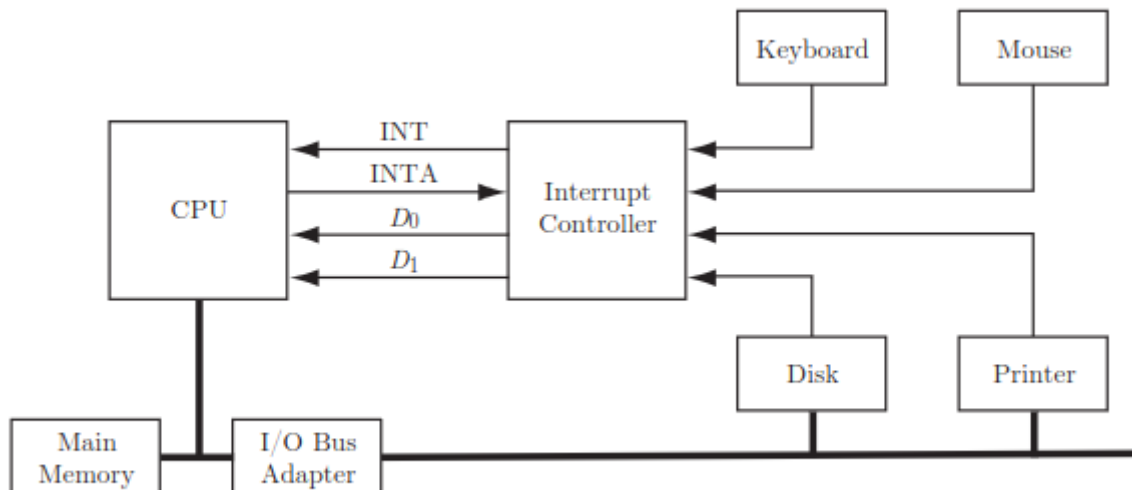 Keyboard
Mouse
INT
INTA
CPU
Interrupt
Controller
D0
D1
Disk
Printer
Main
Memory
I/O Bus
Adapter